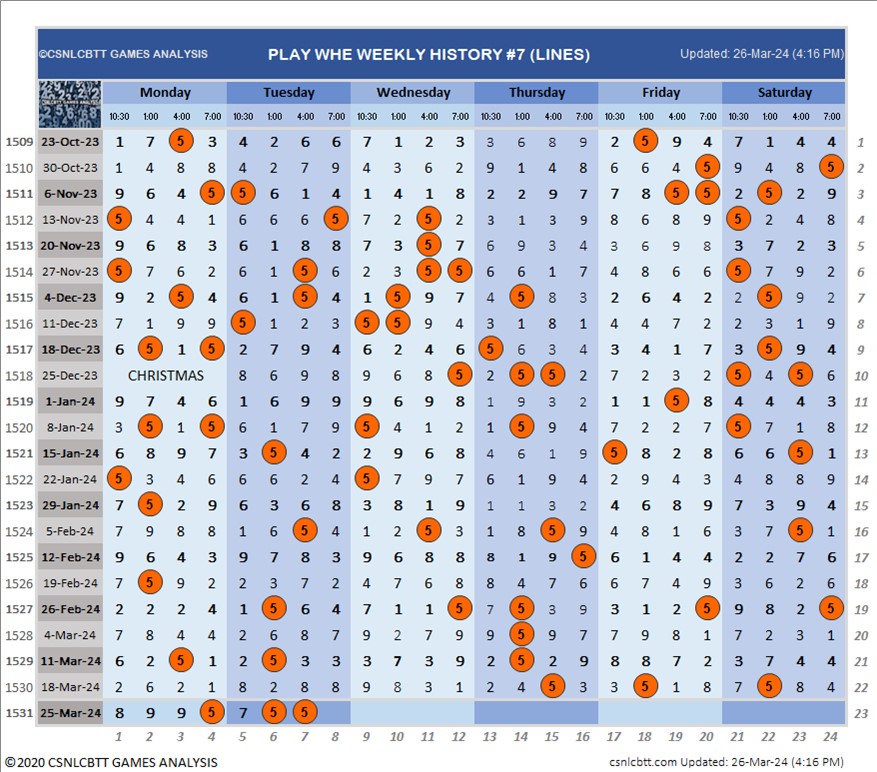 ©CSNLCBTT GAMES ANALYSIS PLAY WHE WEEKLY HISTORY #7 (LINES) Updated: 26-Mar-24 (4:16 PM)
Monday Tuesday Wednesday Thursday Friday Saturday
CSNLCBTT GAMES ANALYSIS
10:30 1:00 4:00 7:00 10:30 1:00 4:00 7:00 10:30 1:00 4:00 7:00 10:30 1:00 4:00 7:00 10:30 1:00 4:00 7:00 10:30 1:00 4:00 7:00
1509 23-Oct-23 1 7 5 3 4 2 6 6 7 1 2 3 3 6 8 9 2 5 9 4 7 1 4 4 1
1510 30-Oct-23 1 4 8 8 4 2 7 9 4 3 6 2 9 1 4 8 6 6 4 5 9 4 8 5 2
1511 6-Nov-23 9 6 4 5 5 6 1 4 1 4 1 8 2 2 9 7 7 8 5 5 2 5 2 9 3
1512 13-Nov-23 5 4 4 1 6 6 6 5 7 2 5 2 1 3 3 9 8 6 8 9 5 2 4 8 4
1513 20-Nov-23 9 6 8 3 6 1 8 8 7 3 5 7 6 9 3 4 3 6 9 8 3 7 2 3 5
1514 27-Nov-23 5 7 6 2 6 1 5 6 2 3 5 5 6 6 1 7 4 8 6 6 5 7 9 2 6
1515 4-Dec-23 9 2 5 4 6 1 5 4 1 5 9 7 4 5 8 3 2 6 4 2 2 5 9 2 7
1516 11-Dec-23 7 1 9 9 5 1 2 3 5 5 9 4 3 1 8 1 4 4 7 2 2 3 1 9 8
1517 18-Dec-23 6 5 1 5 2 7 9 4 6 2 4 6 5 6 3 4 3 4 1 7 3 5 9 4 9
1518 25-Dec-23 CHRISTMAS 8 6 9 8 9 6 8 5 2 5 5 2 7 2 3 2 5 4 5 6 10
1519 1-Jan-24 9 7 4 6 1 6 9 9 9 6 9 8 1 9 3 2 1 1 5 8 4 4 4 3 11
1520 8-Jan-24 3 5 1 5 6 1 7 9 5 4 1 2 1 5 9 4 2 7 2 7 5 7 1 8 12
1521 15-Jan-24 6 8 9 7 3 5 4 2 2 9 6 8 4 6 1 9 5 8 2 8 6 6 5 1 13
1522 22-Jan-24 5 3 4 6 6 6 2 4 5 7 9 2 6 1 4 6 2 9 4 3 4 8 8 9 14
1523 29-Jan-24 7 5 2 9 6 3 6 8 3 8 1 9 1 1 3 2 4 6 8 9 7 3 9 4 15
1524 5-Feb-24 7 9 8 8 1 6 5 4 1 2 5 3 1 8 5 9 4 8 1 6 3 7 5 1 16
1525 12-Feb-24 9 6 4 3 9 7 8 3 9 6 8 8 8 1 9 5 6 1 4 4 2 2 7 6 17
1526 19-Feb-24 7 5 9 2 2 3 7 2 4 7 6 8 8 4 7 6 6 7 4 9 3 6 2 6 18
1527 26-Feb-24 2 2 2 4 1 5 6 4 7 1 1 5 7 5 3 9 3 1 2 5 9 8 2 5 19
1528 4-Mar-24 7 8 4 4 2 6 8 7 9 2 7 9 9 5 9 7 7 9 8 1 7 2 3 1 20
1529 11-Mar-24 6 2 5 1 2 5 3 3 3 7 3 9 2 5 2 9 8 8 7 2 3 7 4 4 21
1530 18-Mar-24 2 6 2 1 8 2 8 8 9 8 3 1 2 4 5 3 3 5 1 8 7 5 8 4 22
1531 25-Mar-24 8 9 9 5 7 5 5 23
1 2 3 4 5 6 7 8 9 10 11 12 13 14 15 16 17 18 19 20 21 22 23 24
©2020 CSNLCBTT GAMES ANALYSIS csnlcbtt.com Updated: 26-Mar-24 (4:16 PM)